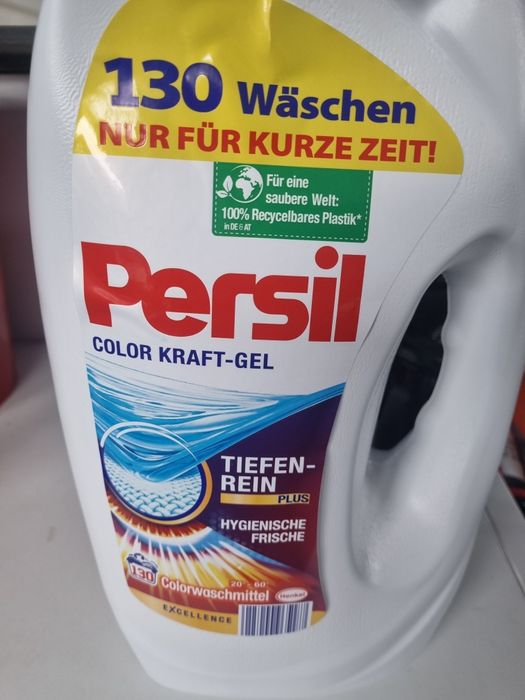 130 Wäschen
NUR FÜR KURZE ZEIT!
Für eine
saubere Welt:
100% Recycelbares Plastik*
in DE & AT
Persil
COLOR KRAFT-GEL
TIEFEN-
REIN
PLUS
HYGIENISCHE
FRISCHE
130
20° - 60°
Colorwaschmittel
Henkel
EXCELLENCE